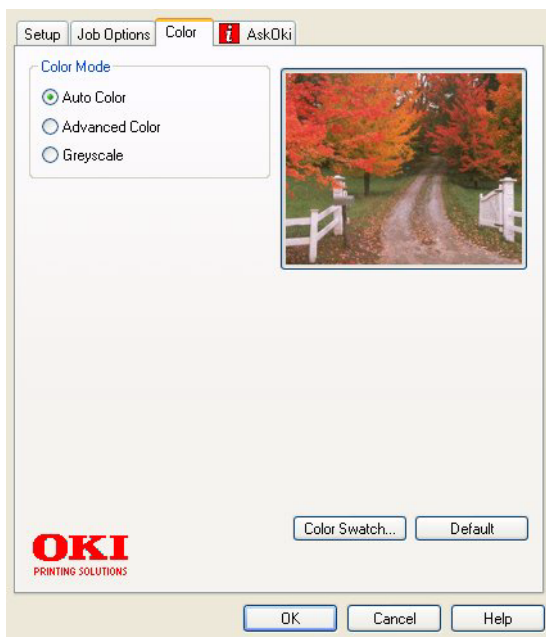 Setup Job Options Color i AskOki
Color Mode
Auto Color
Advanced Color
Greyscale
Color Swatch... Default
OKI
PRINTING SOLUTIONS
OK Cancel Help